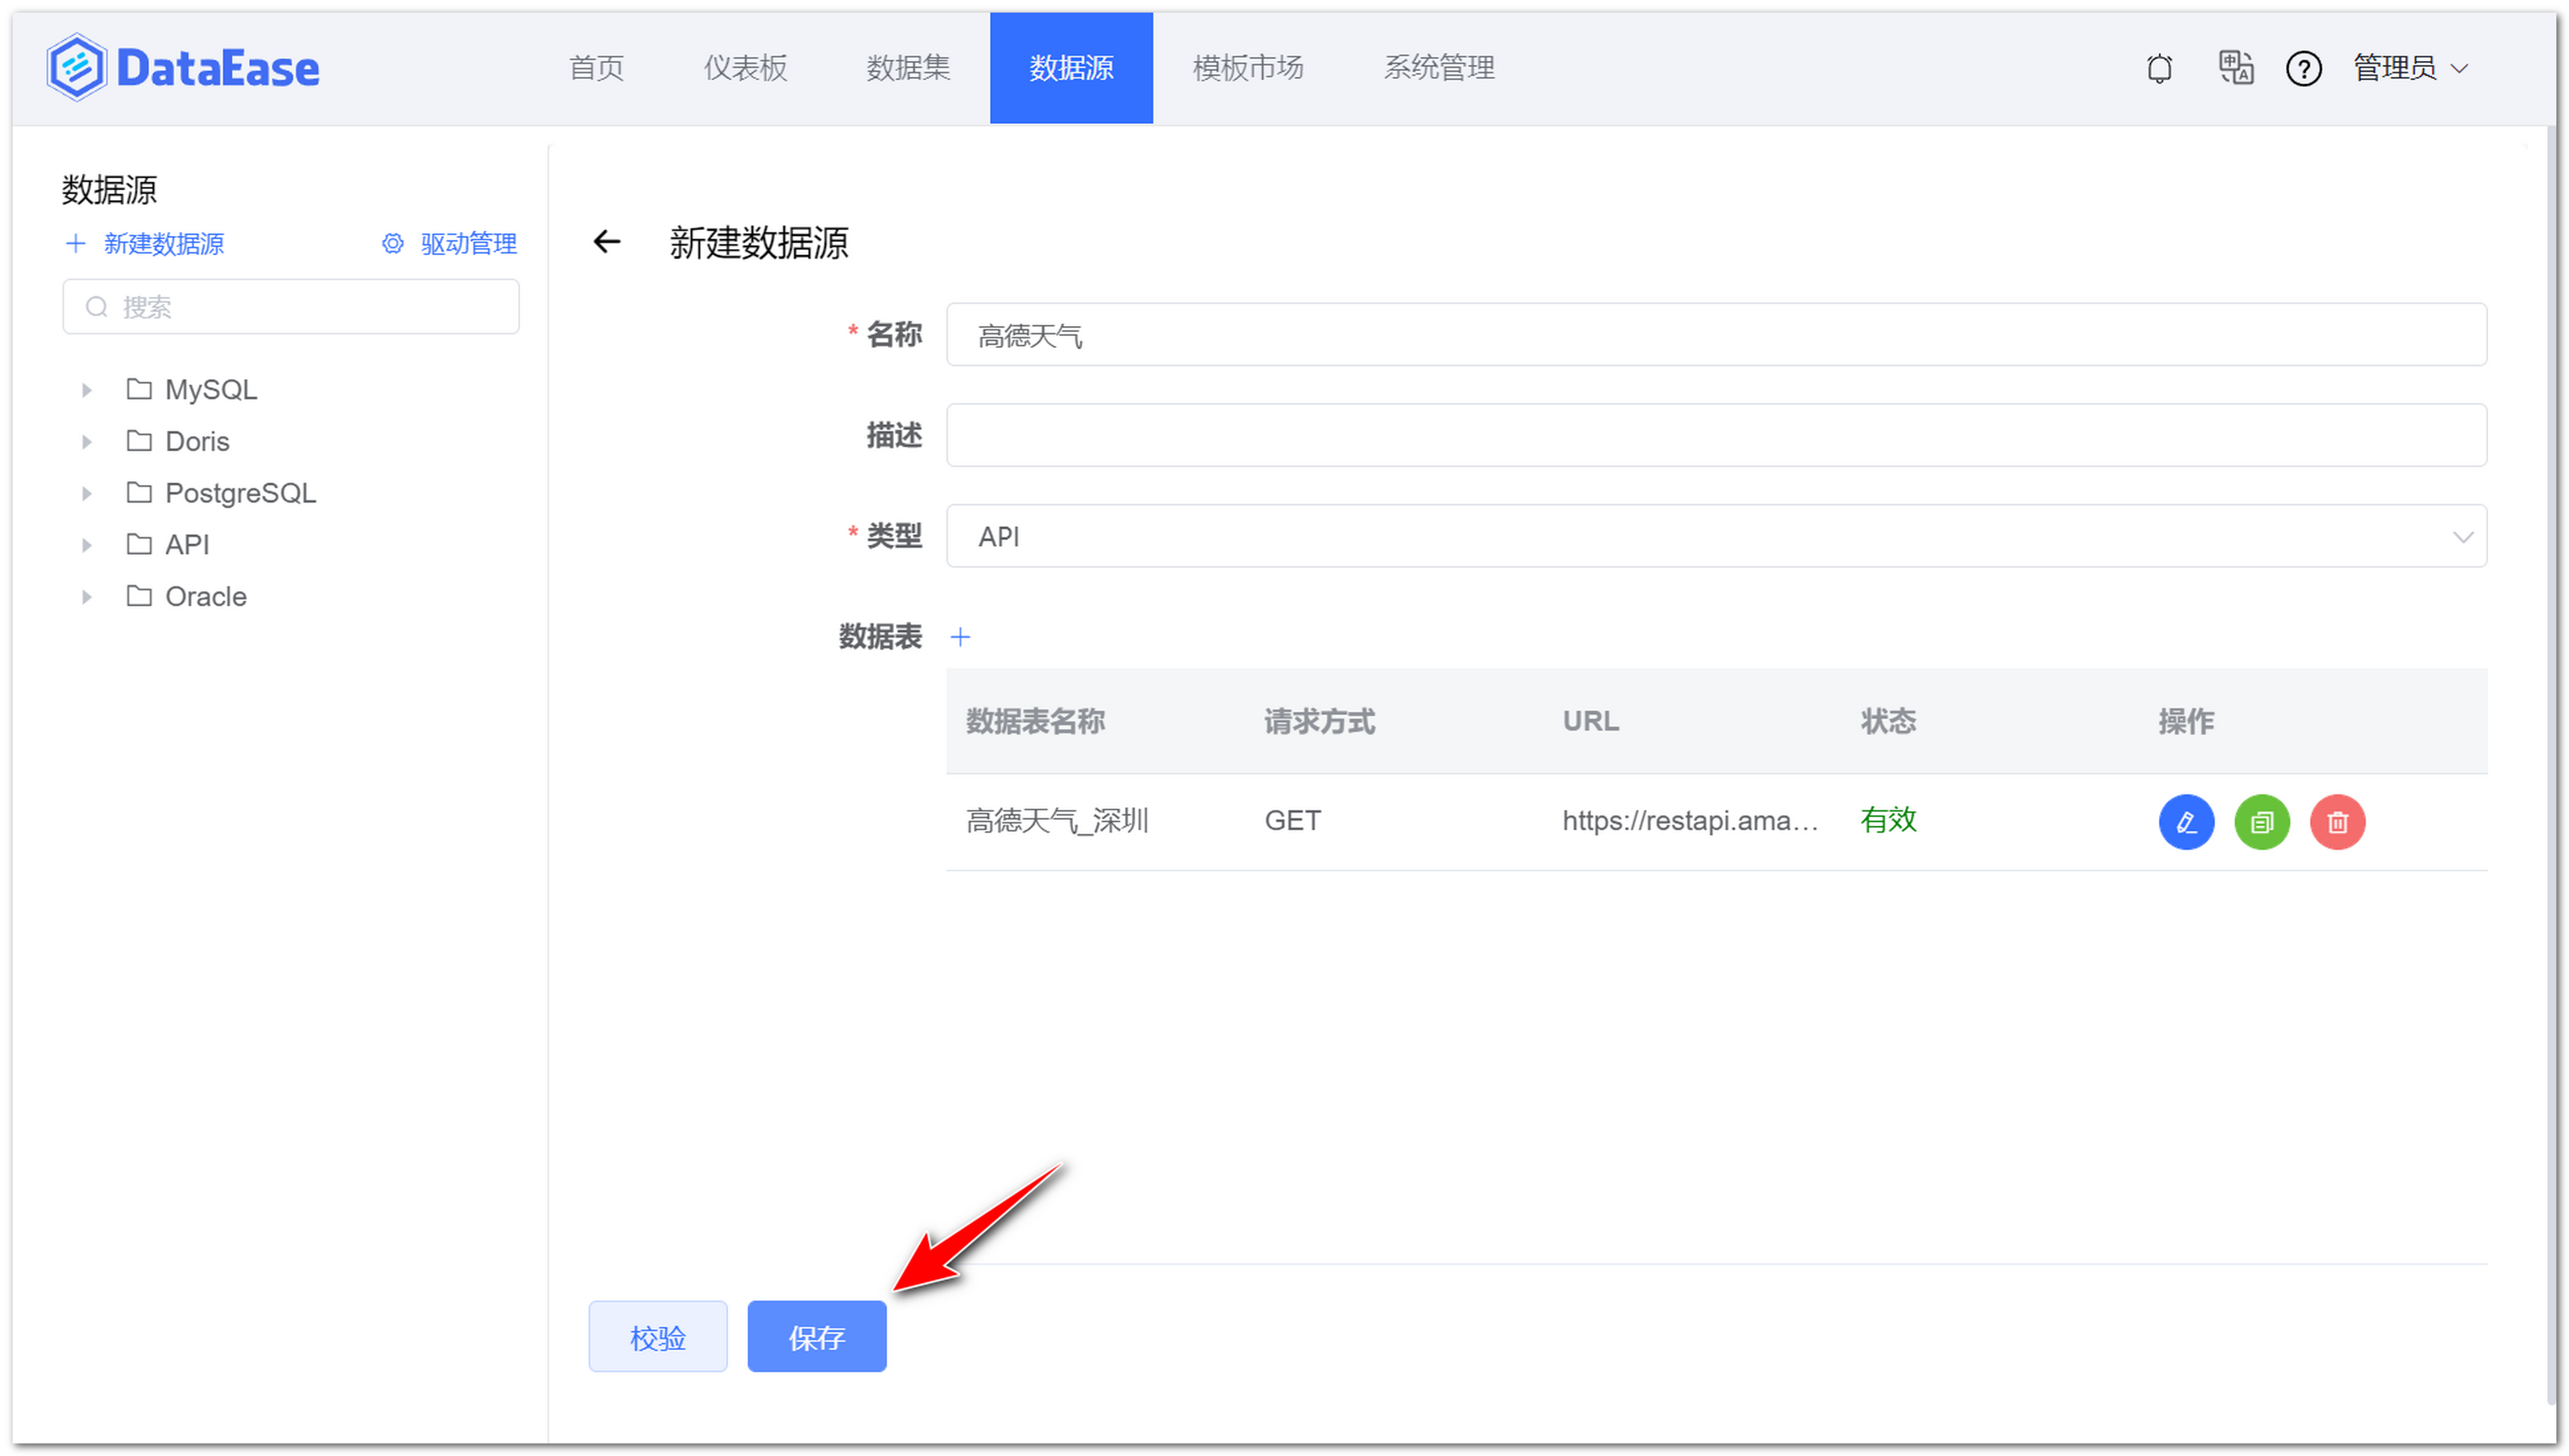 DataEase 首页 仪表板 数据集 数据源 模板市场 系统管理 管理员
数据源
新建数据源 驱动管理
搜索
MySQL
Doris
PostgreSQL
API
Oracle
新建数据源
* 名称 高德天气
描述
* 类型 API
数据表
数据表名称 请求方式 URL 状态 操作
高德天气_深圳 GET https://restapi.ama... 有效
校验 保存